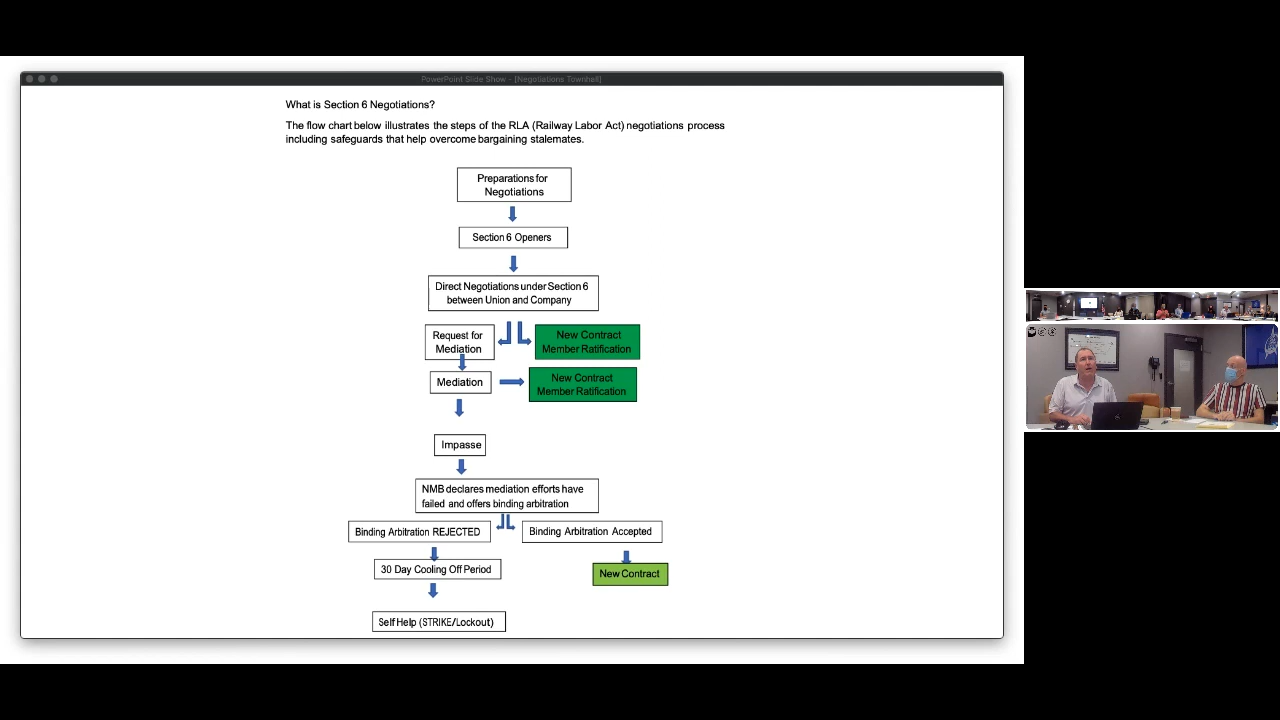 PowerPoint Slide Show - [Negotiations Townhall]
What is Section 6 Negotiations?
The flow chart below illustrates the steps of the RLA (Railway Labor Act) negotiations process
including safeguards that help overcome bargaining stalemates.
Preparations for
Negotiations
Section 6 Openers
Direct Negotiations under Section 6
between Union and Company
Request for
Mediation
New Contract
Member Ratification
Mediation
New Contract
Member Ratification
Impasse
NMB declares mediation efforts have
failed and offers binding arbitration
Binding Arbitration REJECTED
Binding Arbitration Accepted
30 Day Cooling Off Period
New Contract
Self Help (STRIKE/Lockout)